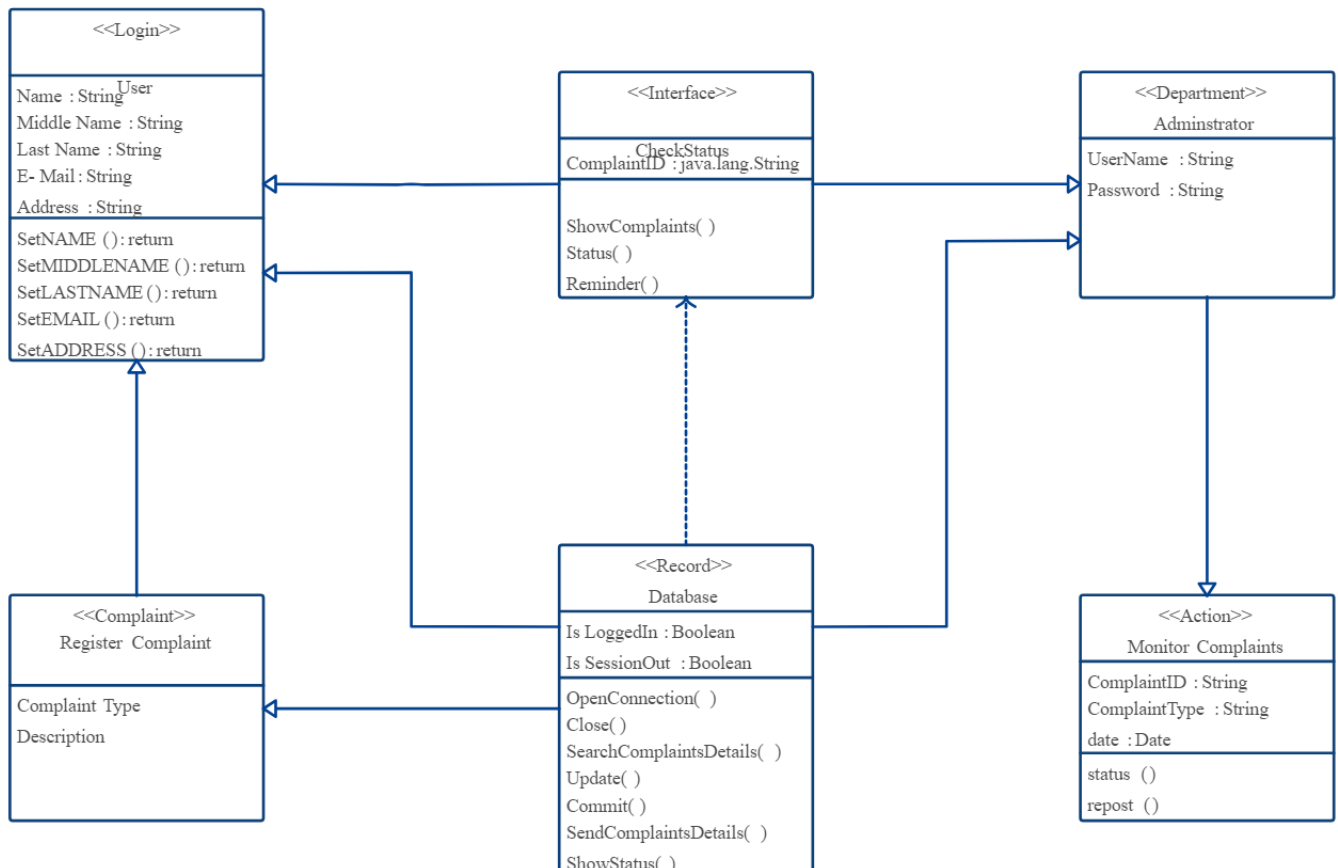 <<Login>>
User
Name : String
Middle Name : String
Last Name : String
E- Mail : String
Address : String
SetNAME () : return
SetMIDDLENAME () : return
SetLASTNAME () : return
SetEMAIL () : return
SetADDRESS () : return
<<Interface>>
CheckStatus
ComplaintID : java.lang.String
ShowComplaints( )
Status( )
Reminder( )
<<Department>>
Adminstrator
UserName : String
Password : String
<<Complaint>>
Register Complaint
Complaint Type
Description
<<Record>>
Database
Is LoggedIn : Boolean
Is SessionOut : Boolean
OpenConnection( )
Close( )
SearchComplaintsDetails( )
Update( )
Commit( )
SendComplaintsDetails( )
ShowStatus( )
<<Action>>
Monitor Complaints
ComplaintID : String
ComplaintType : String
date : Date
status ()
repost ()